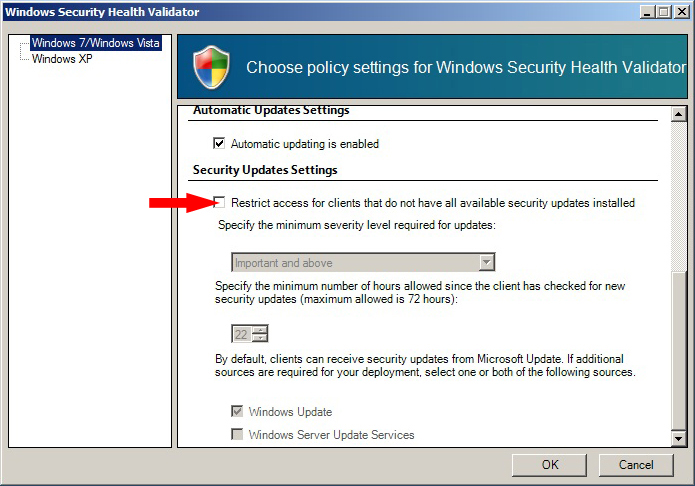 Windows Security Health Validator
Windows 7/Windows Vista
Windows XP
Choose policy settings for Windows Security Health Validator
Automatic Updates Settings
Automatic updating is enabled
Security Updates Settings
Restrict access for clients that do not have all available security updates installed
Specify the minimum severity level required for updates:
Important and above
Specify the minimum number of hours allowed since the client has checked for new
security updates (maximum allowed is 72 hours):
22
By default, clients can receive security updates from Microsoft Update. If additional
sources are required for your deployment, select one or both of the following sources.
Windows Update
Windows Server Update Services
OK
Cancel